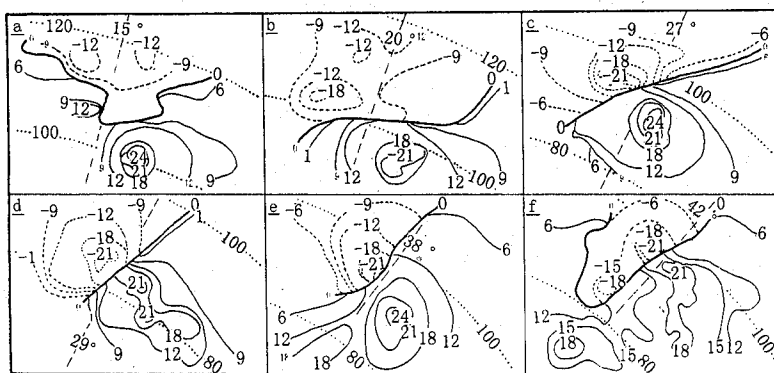 a 120 15° -12 -12 -9 -9 6 0 6 9 12 100 24 21 18 12 9
b -9 -12 20° 9 120 -12 -18 0 1 1 9 12 18 -21 12 100
c -9 -12 27° -6 -9 -18 -21 -6 0 100 24 21 18 12 9 6 80
d -9 -12 -9 0 1 -18 -21 100 -1 21 21 18 12 9 9 80 29°
e -6 -9 0 -12 38° -18 -21 6 6 24 21 18 12 12 18 80 100
f 6 -6 42° 0 -18 -21 6 -15 -18 21 12 15 18 15 80 18 15 12 100